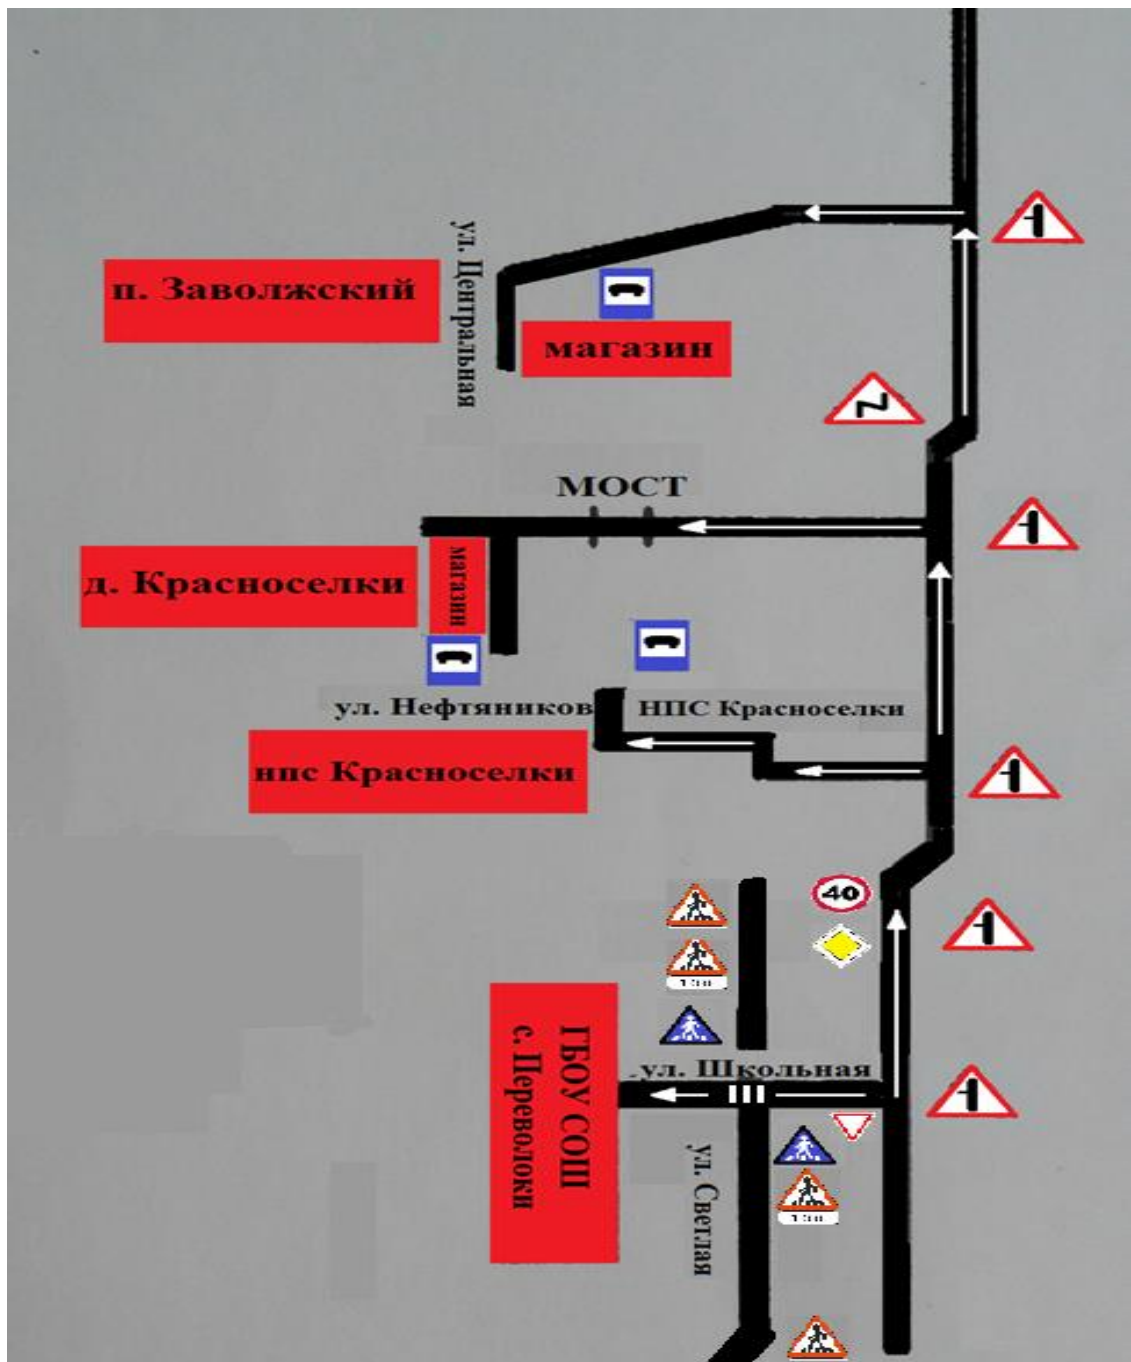 ул. Центральная
п. Заволжский
магазин
МОСТ
д. Красноселки
магазин
ул. Нефтяников
НПС Красноселки
нпс Красноселки
40
ул. Школьная
ГБОУ СОШ
с. Переволоки
ул. Светлая